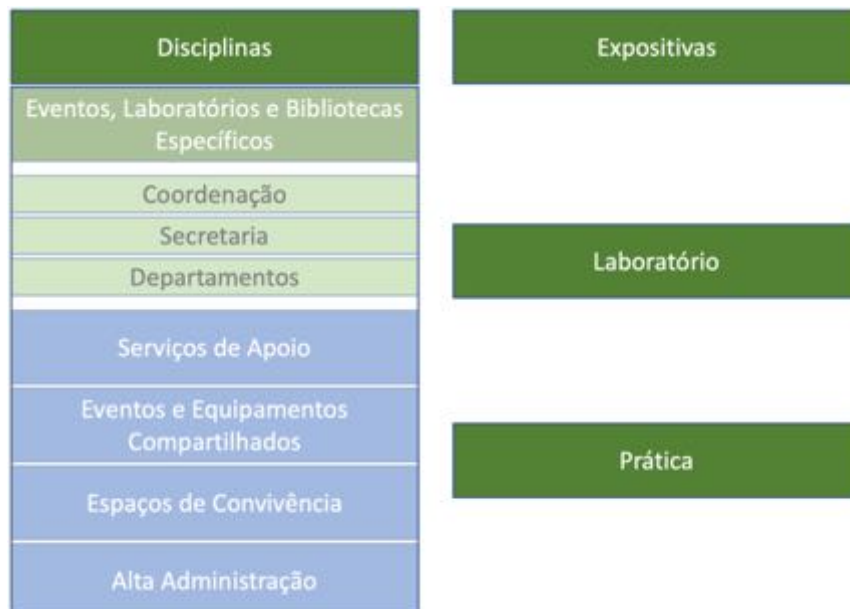 Disciplinas
Eventos, Laboratórios e Bibliotecas
Específicos
Coordenação
Secretaria
Departamentos
Serviços de Apoio
Eventos e Equipamentos
Compartilhados
Espaços de Convivência
Alta Administração
Expositivas
Laboratório
Prática